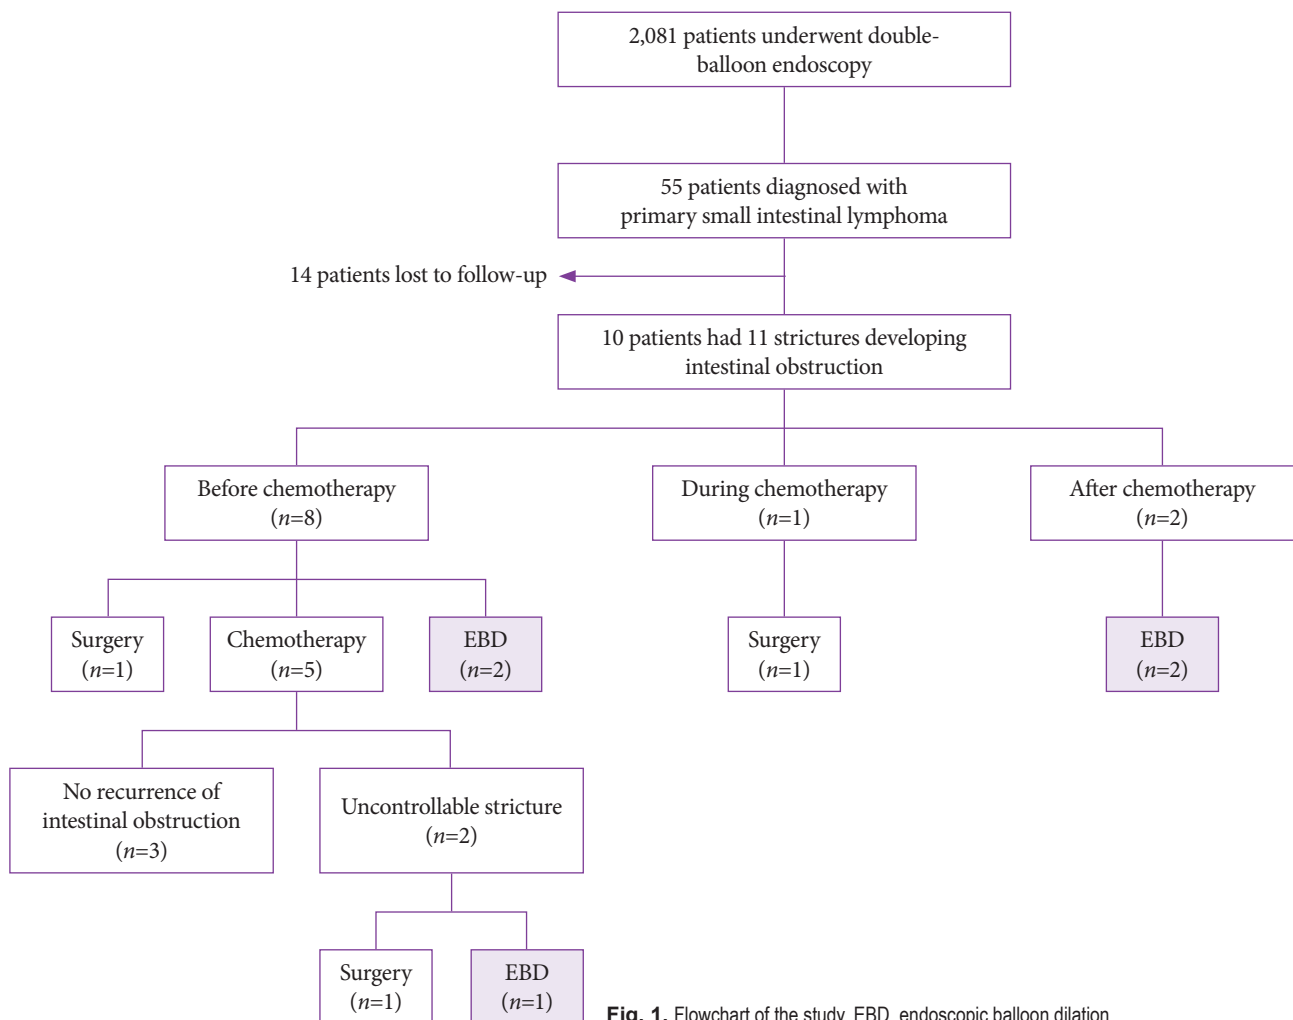 2,081 patients underwent double-
balloon endoscopy
55 patients diagnosed with
primary small intestinal lymphoma
14 patients lost to follow-up
10 patients had 11 strictures developing
intestinal obstruction
Before chemotherapy
(n=8)
During chemotherapy
(n=1)
After chemotherapy
(n=2)
Surgery
(n=1)
Chemotherapy
(n=5)
EBD
(n=2)
Surgery
(n=1)
EBD
(n=2)
No recurrence of
intestinal obstruction
(n=3)
Uncontrollable stricture
(n=2)
Surgery
(n=1)
EBD
(n=1)
Fig. 1. Flowchart of the study. EBD, endoscopic balloon dilation